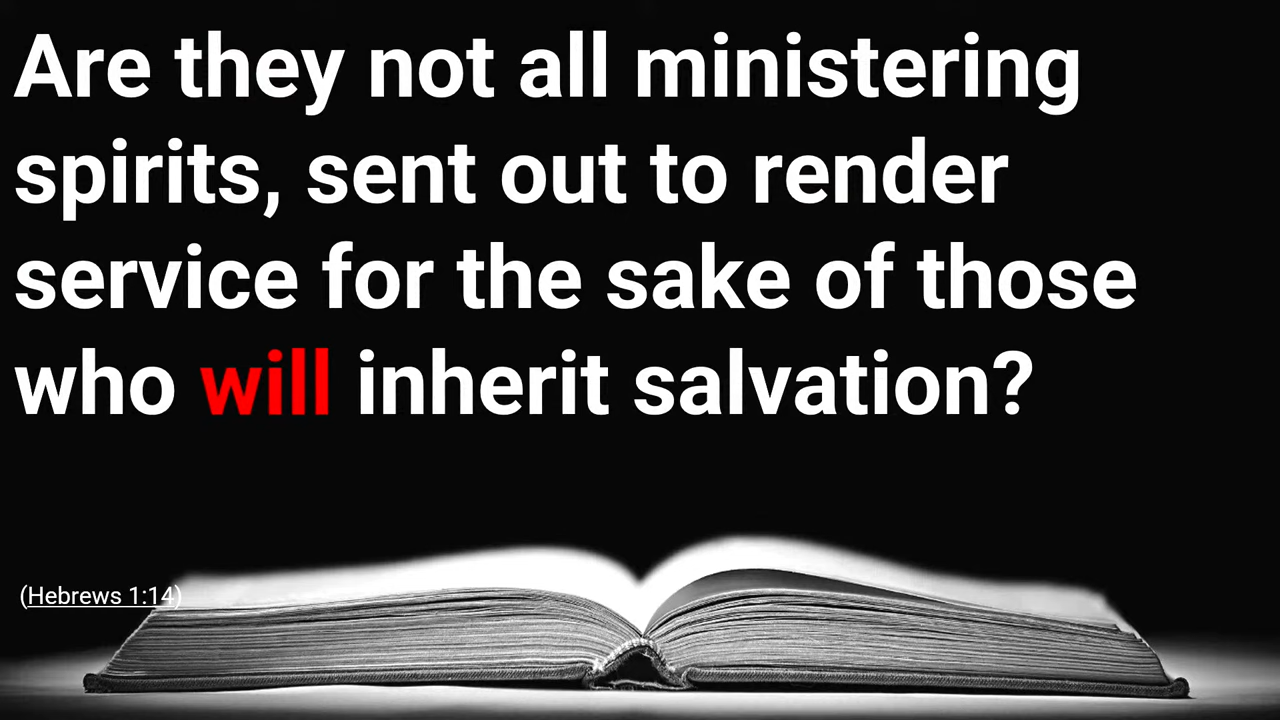 Are they not all ministering
spirits, sent out to render
service for the sake of those
who will inherit salvation?
(Hebrews 1:14)